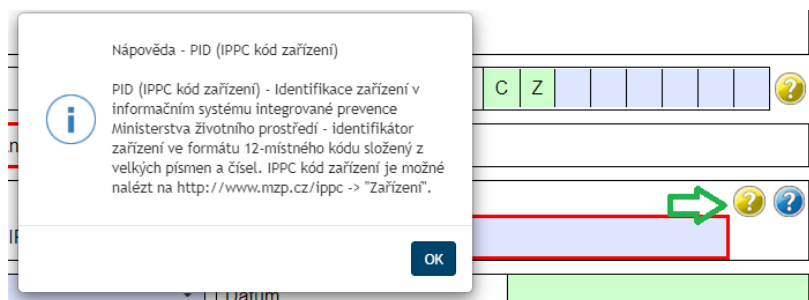 Nápověda - PID (IPPC kód zařízení)
C Z
PID (IPPC kód zařízení) - Identifikace zařízení v
informačním systému integrované prevence
Ministerstva životního prostředí - identifikátor
zařízení ve formátu 12-místného kódu složený z
velkých písmen a čísel. IPPC kód zařízení je možné
nalézt na http://www.mzp.cz/ippc -> "Zařízení".
OK
Datum